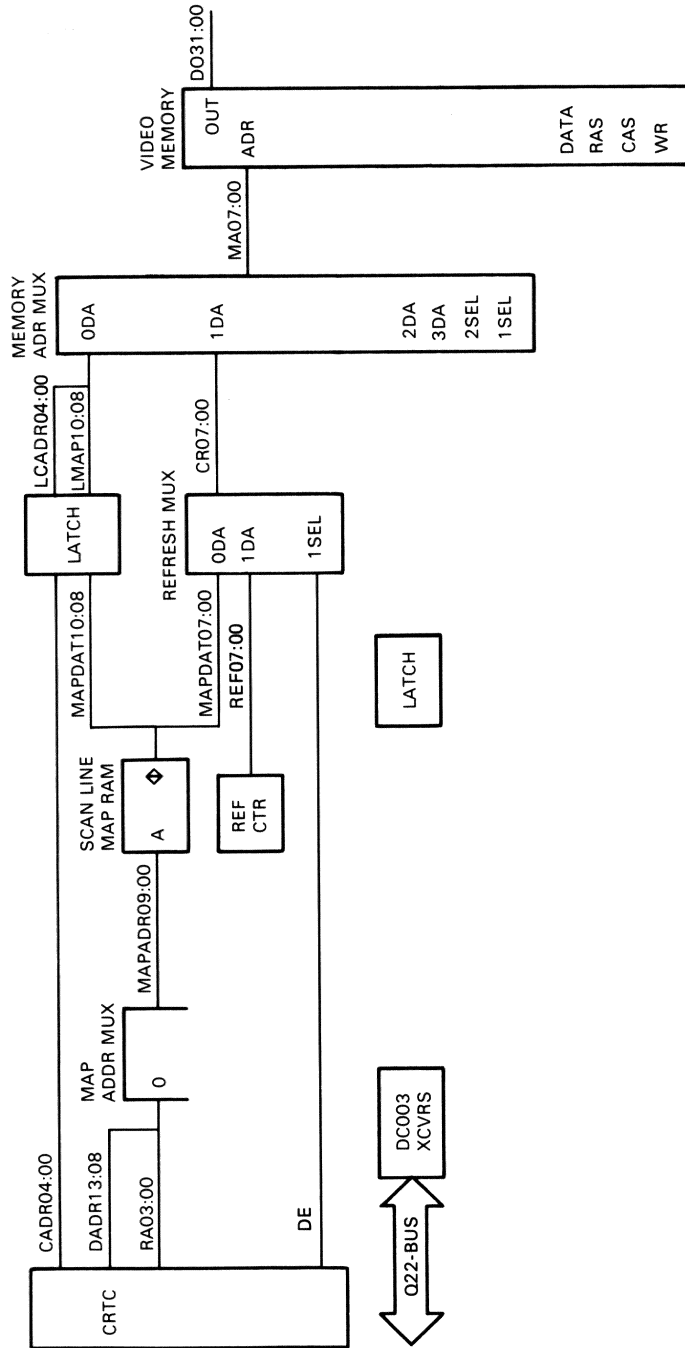 CRTC
CADR04:00
DADR13:08
RA03:00
DE
Q22-BUS
DC003
XCVRS
MAP
ADDR MUX
0
MAPADR09:00
SCAN LINE
MAP RAM
A
REF
CTR
MAPDAT10:08
MAPDAT07:00
REF07:00
LATCH
LATCH
REFRESH MUX
0DA
1DA
1SEL
LCADR04:00
LMAP10:08
CR07:00
MEMORY
ADR MUX
0DA
1DA
2DA
3DA
2SEL
1SEL
MA07:00
VIDEO
MEMORY
OUT
ADR
DATA
RAS
CAS
WR
DO31:00